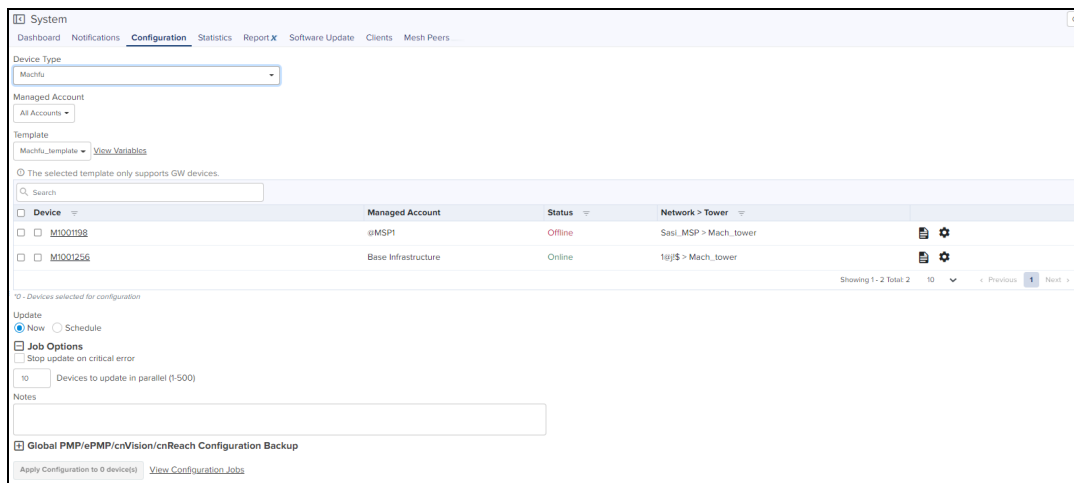 System
Dashboard Notifications Configuration Statistics Report X Software Update Clients Mesh Peers
Device Type
Machfu
Managed Account
All Accounts
Template
Machfu_template View Variables
The selected template only supports GW devices.
Search
Device Managed Account Status Network > Tower
M1001198 @MSP1 Offline Sasi_MSP > Mach_tower
M1001256 Base Infrastructure Online > Mach_tower
Showing 1 - 2 Total: 2 10 < Previous 1 Next >
*0 - Devices selected for configuration
Update
Now Schedule
Job Options
Stop update on critical error
10 Devices to update in parallel (1-500)
Notes
Global PMP/ePMP/cnVision/cnReach Configuration Backup
Apply Configuration to 0 device(s) View Configuration Jobs